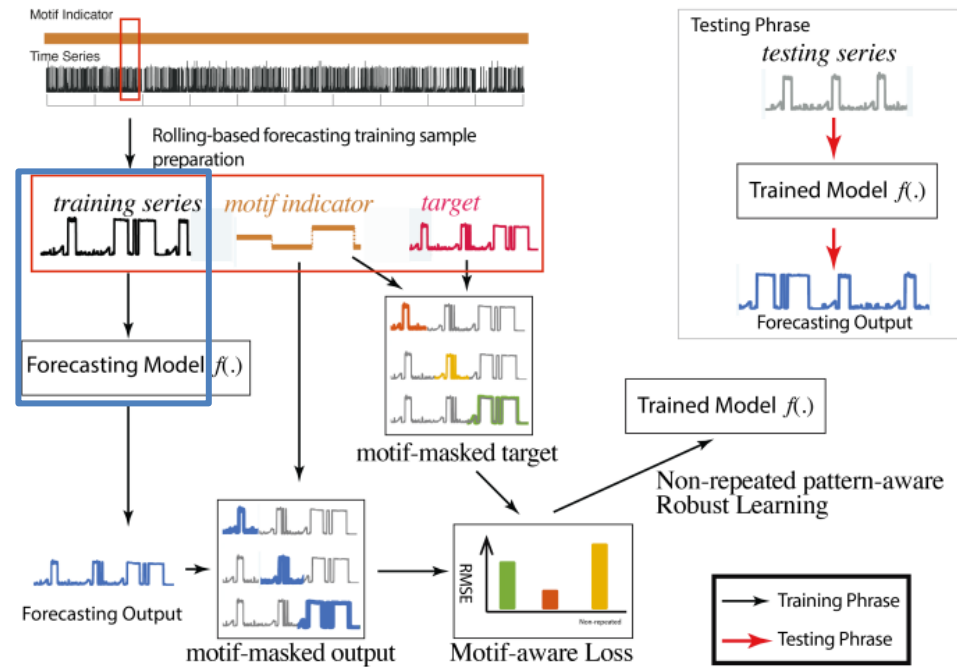 Motif Indicator
Time Series
Rolling-based forecasting training sample
preparation
training series
motif indicator
target
Forecasting Model f(.)
motif-masked target
Forecasting Output
motif-masked output
RMSE
Non-repeated
Motif-aware Loss
Non-repeated pattern-aware
Robust Learning
Trained Model f(.)
Testing Phrase
testing series
Trained Model f(.)
Forecasting Output
Training Phrase
Testing Phrase